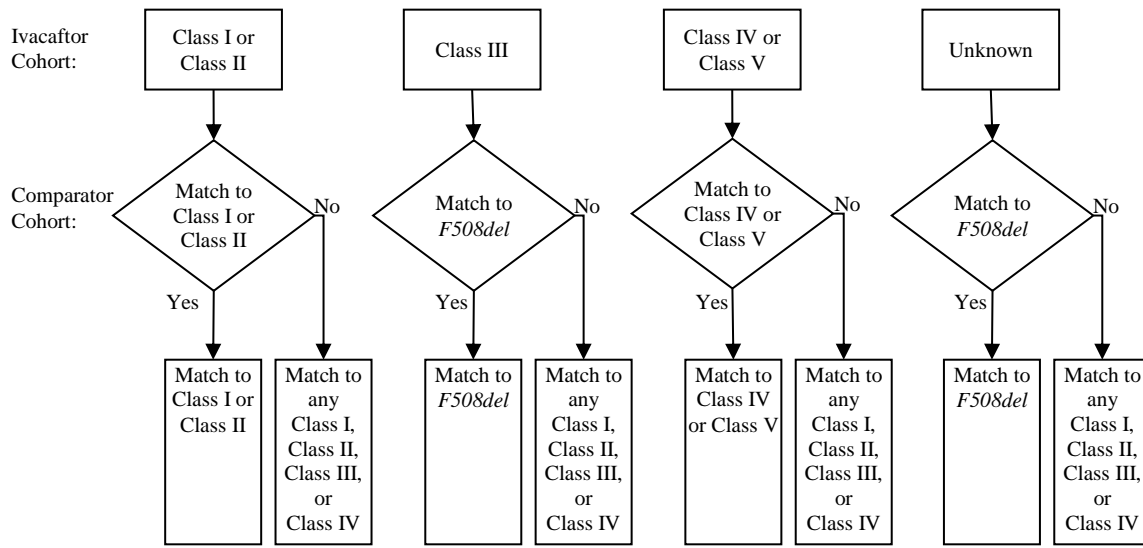 Ivacaftor
Cohort:
Class I or
Class II
Class III
Class IV or
Class V
Unknown
Comparator
Cohort:
Match to
Class I or
Class II
No
Yes
Match to
F508del
No
Yes
Match to
Class IV or
Class V
No
Yes
Match to
F508del
No
Yes
Match to
Class I or
Class II
Match to
any
Class I,
Class II,
Class III,
or
Class IV
Match to
F508del
Match to
any
Class I,
Class II,
Class III,
or
Class IV
Match to
Class IV
or Class V
Match to
any
Class I,
Class II,
Class III,
or
Class IV
Match to
F508del
Match to
any
Class I,
Class II,
Class III,
or
Class IV